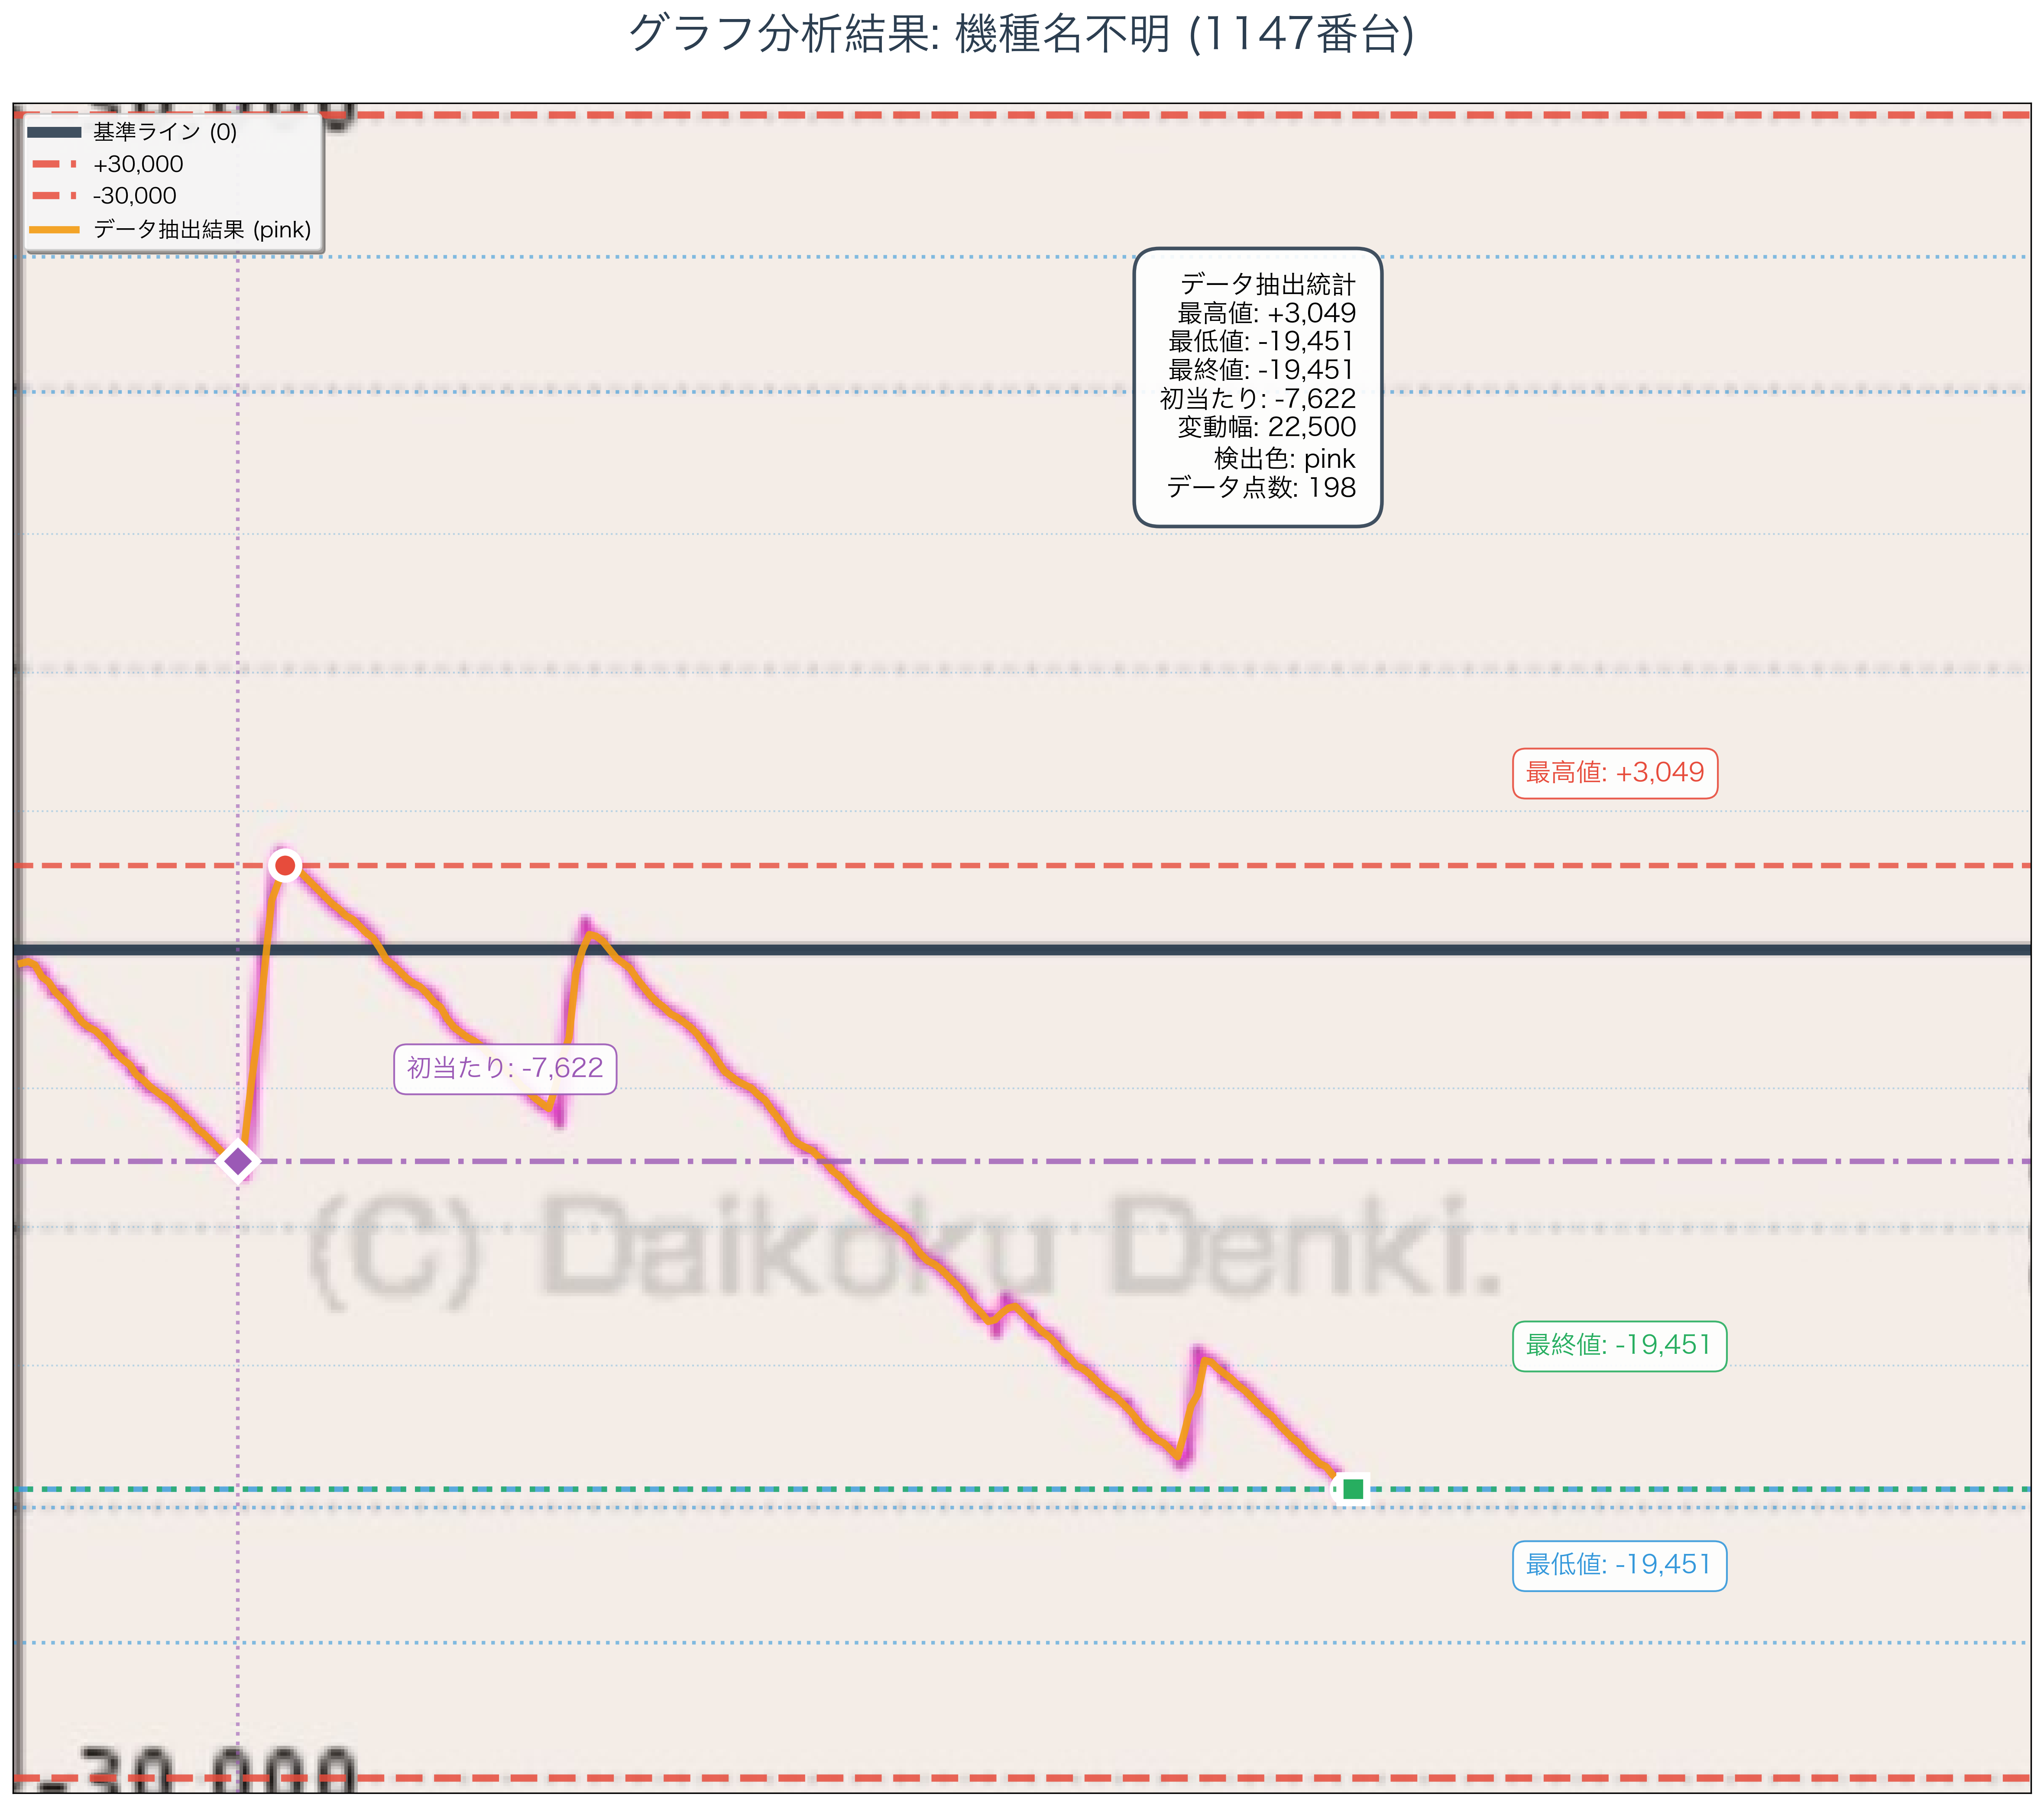 グラフ分析結果: 機種名不明 (1147番台)
基準ライン (0)
+30,000
-30,000
データ抽出結果 (pink)
データ抽出統計
最高値: +3,049
最低値: -19,451
最終値: -19,451
初当たり: -7,622
変動幅: 22,500
検出色: pink
データ点数: 198
最高値: +3,049
初当たり: -7,622
(C) Daikoku Denki.
最終値: -19,451
最低値: -19,451
-30,000